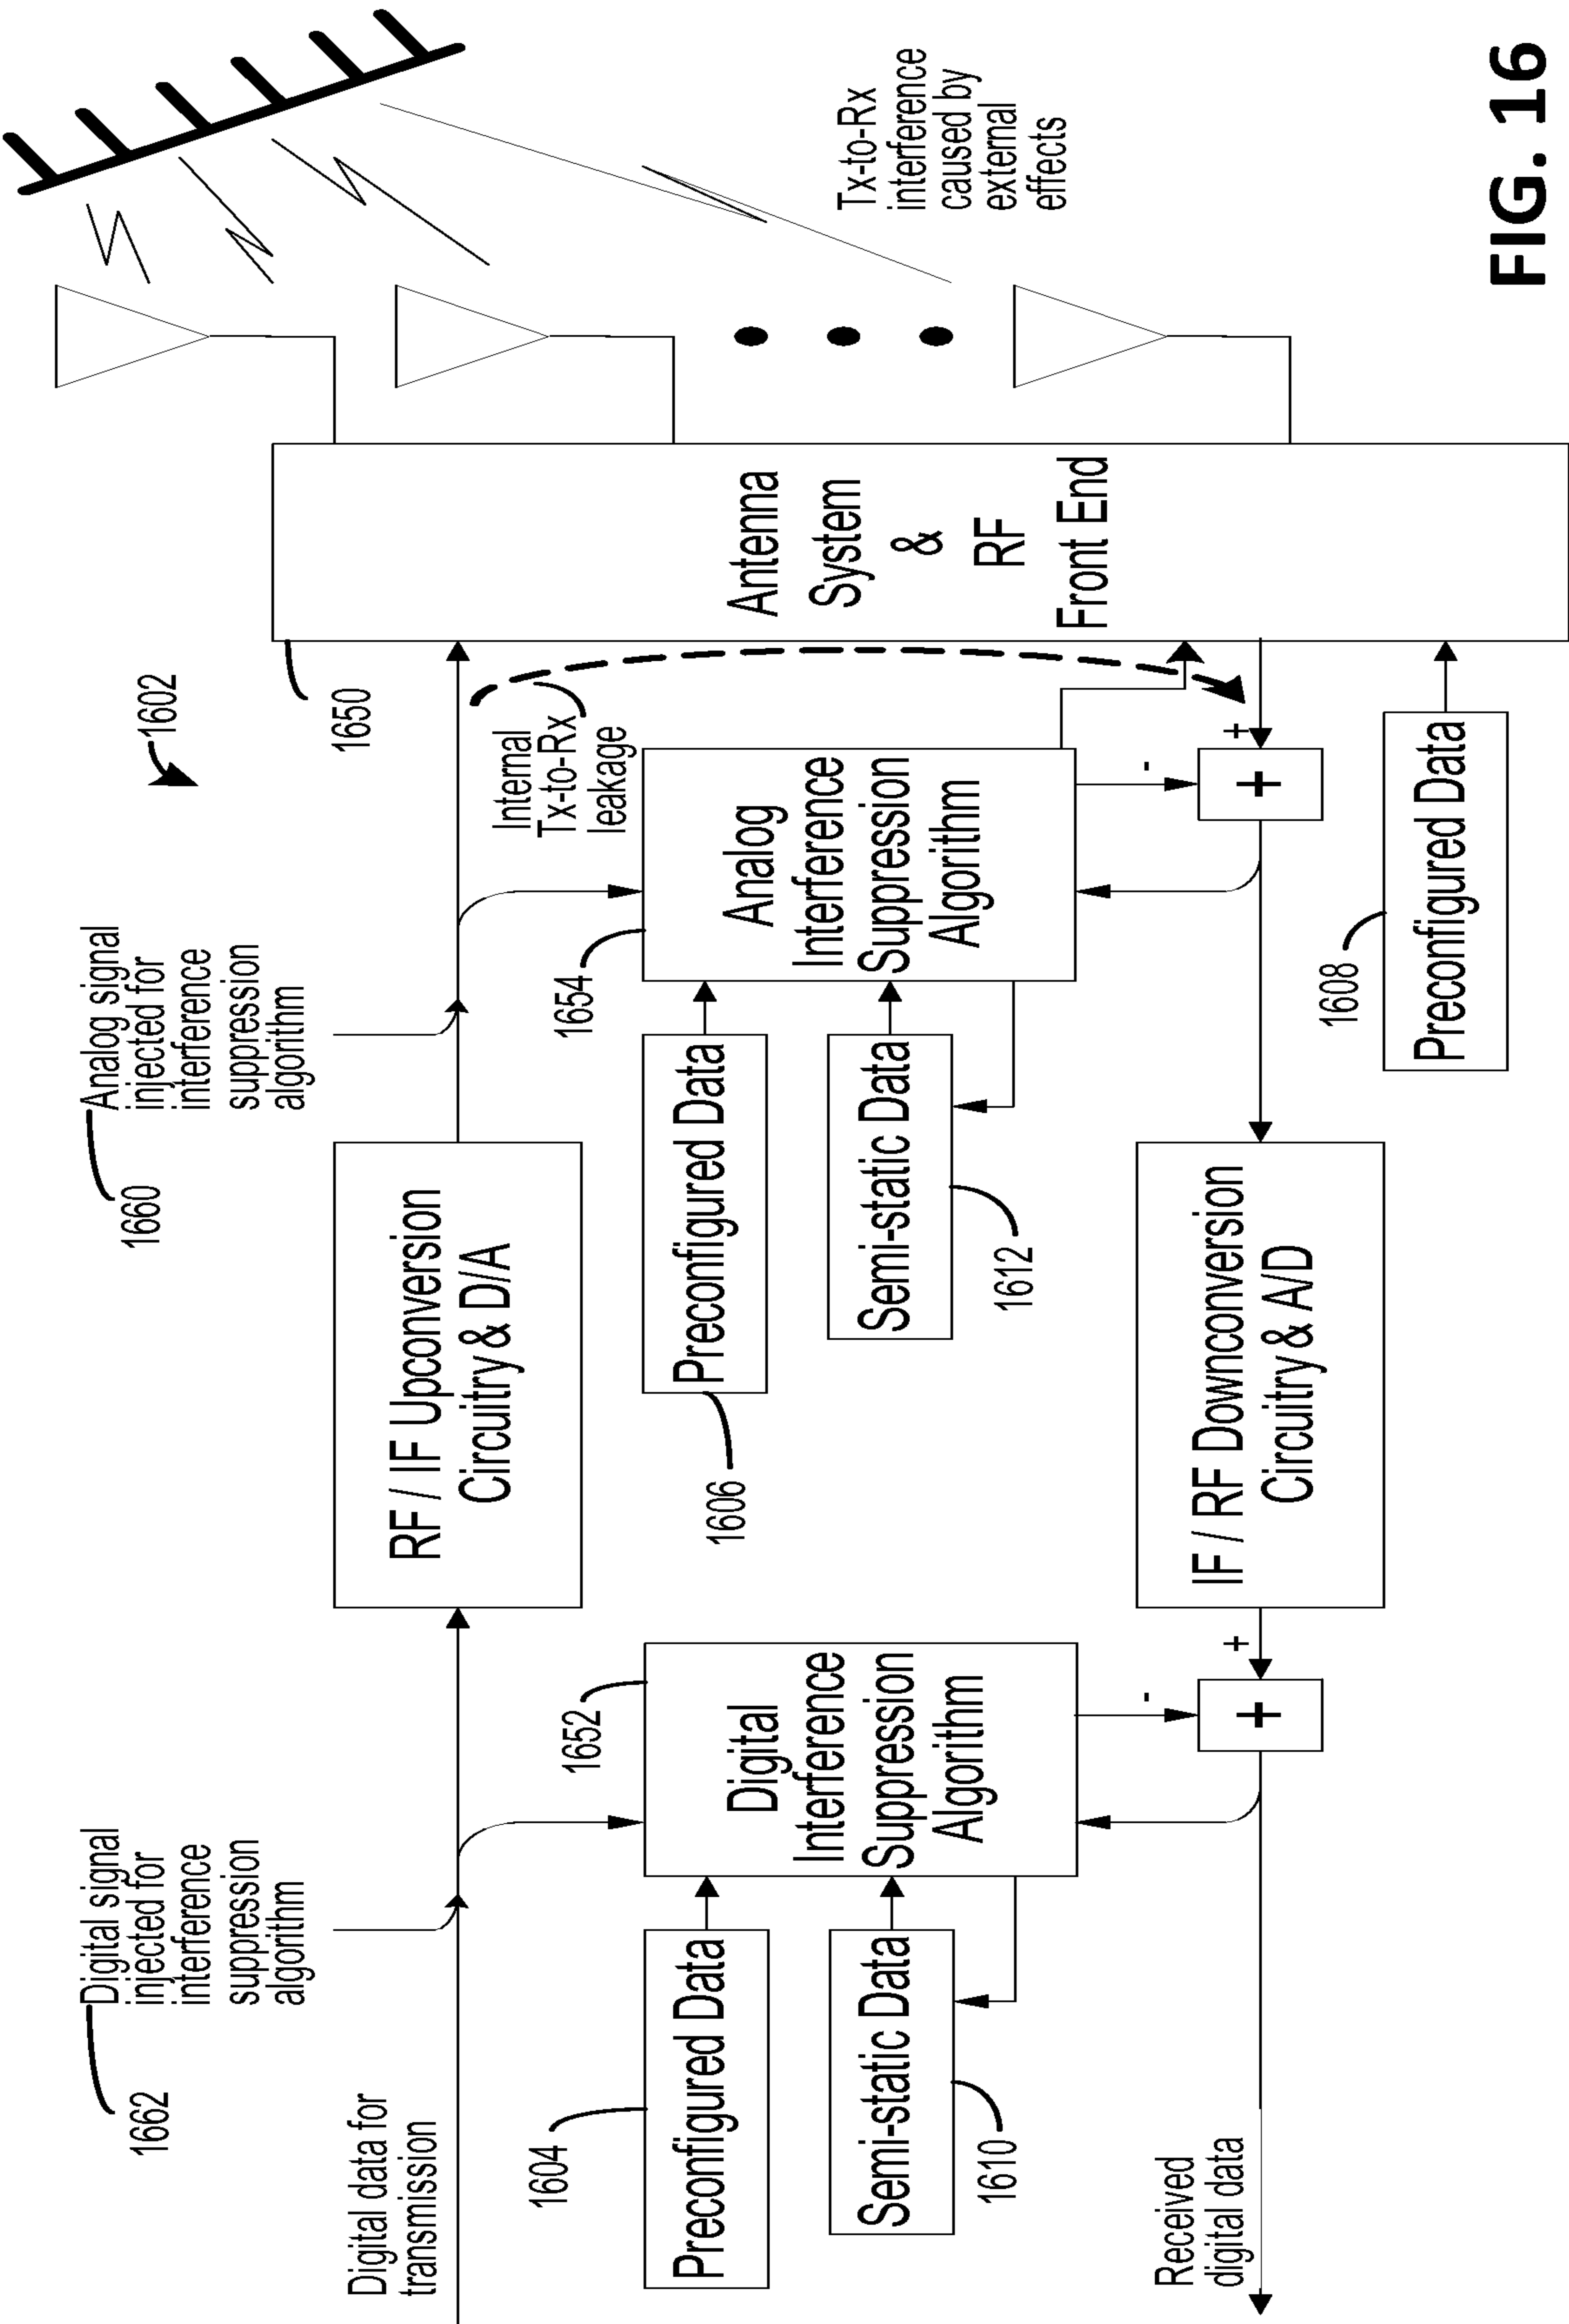 1602
1662
Digital signal
injected for
interference
suppression
algorithm
1660
Analog signal
injected for
interference
suppression
algorithm
Digital data for
transmission
RF / IF Upconversion
Circuitry & D/A
1650
Internal
Tx-to-Rx
leakage
1604
Preconfigured Data
1652
Digital
Interference
Suppression
Algorithm
1606
Preconfigured Data
1654
Analog
Interference
Suppression
Algorithm
Antenna
System
&
RF
Front End
Tx-to-Rx
interference
caused by
external
effects
Semi-static Data
1610
Semi-static Data
1612
-
+
+
-
+
+
Received
digital data
IF / RF Downconversion
Circuitry & A/D
1608
Preconfigured Data
FIG. 16